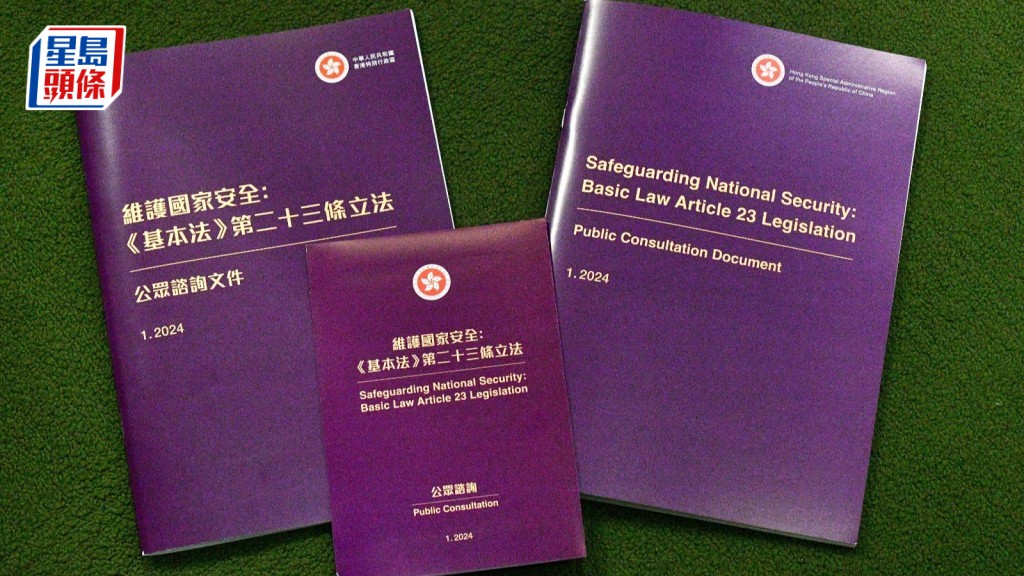 星島
頭條
中華人民共和國
香港特別行政區
維護國家安全：
《基本法》第二十三條立法
公眾諮詢文件
1.2024
維護國家安全：
《基本法》第二十三條立法
Safeguarding National Security:
Basic Law Article 23 Legislation
公眾諮詢
Public Consultation
1.2024
Hong Kong Special Administrative Region
of the People's Republic of China
Safeguarding National Security:
Basic Law Article 23 Legislation
Public Consultation Document
1.2024